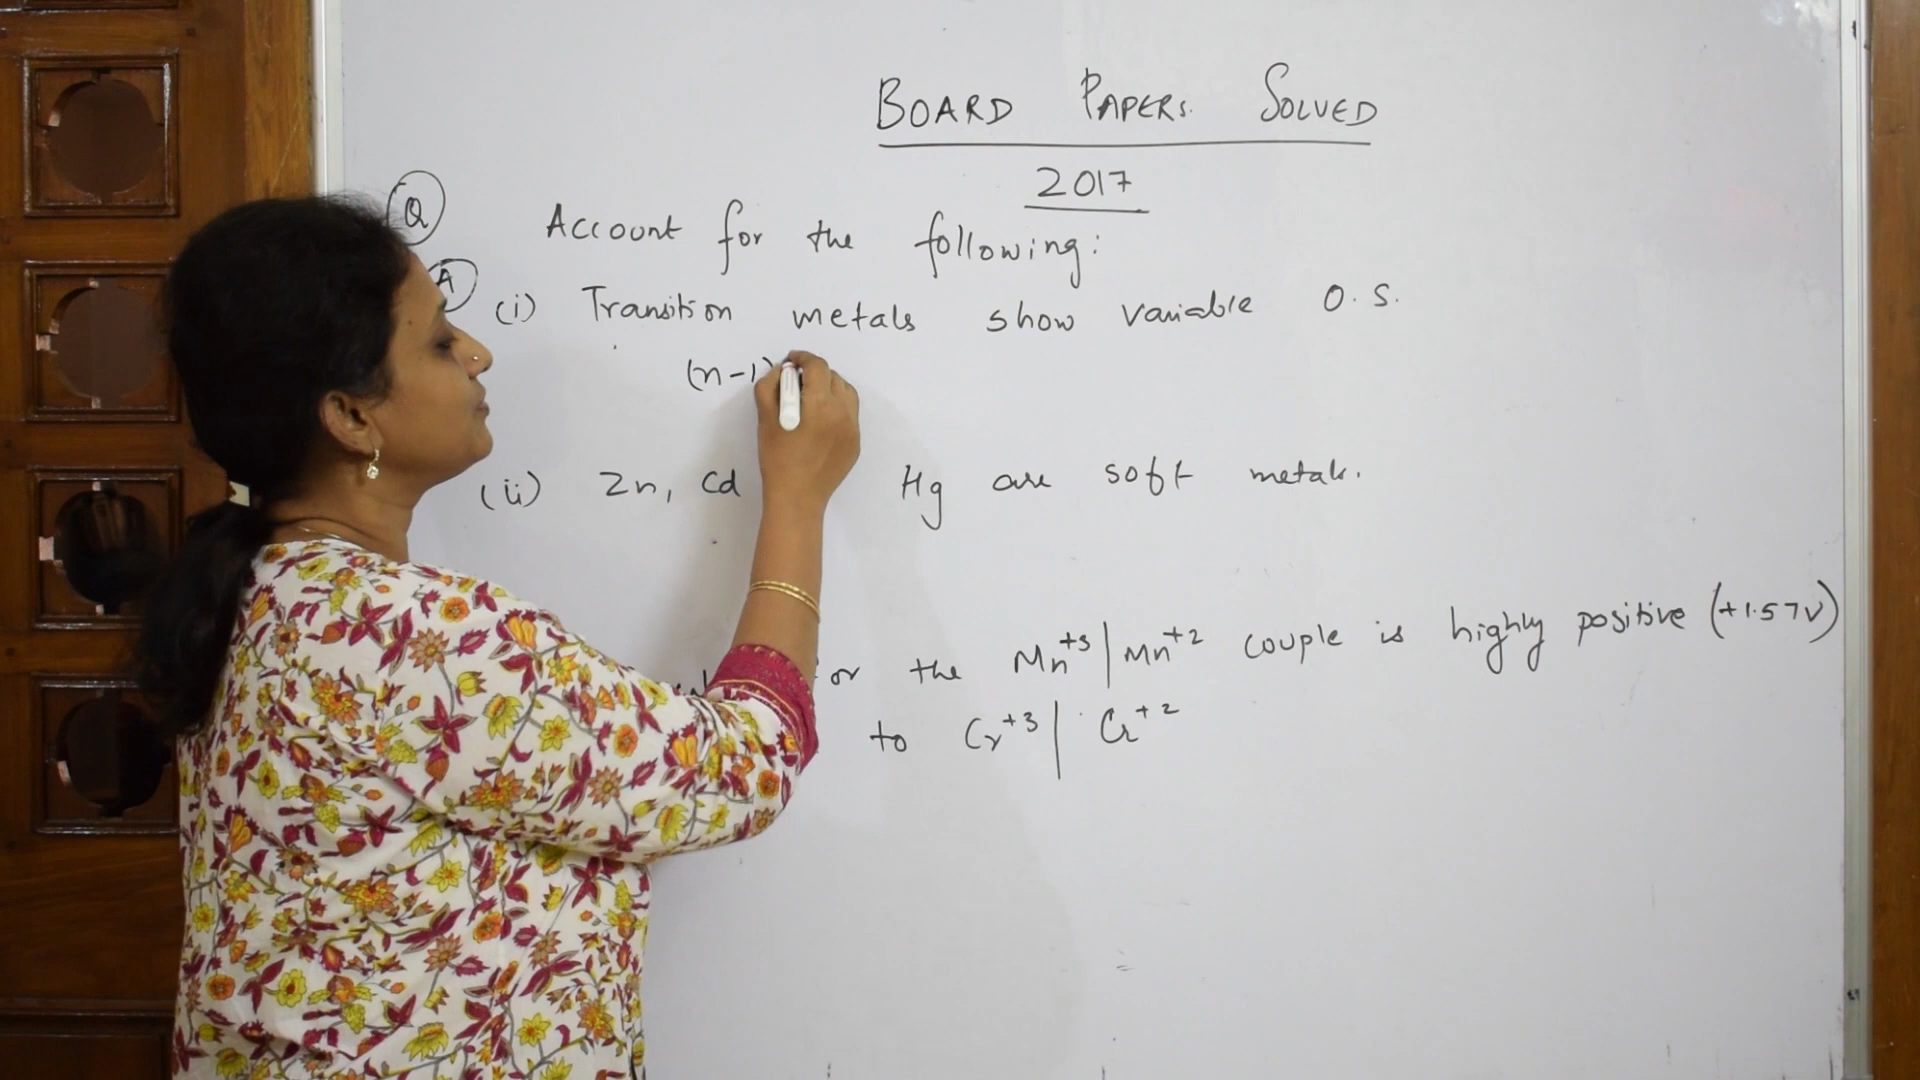 BOARD PAPERS SOLVED
2017
Q Account for the following:
A (i) Transition metals show variable O.S.
(n-1)
(ii) Zn, Cd Hg are soft metals.
the Mn+3 | Mn+2 couple is highly positive (+1.57V)
to Cr+3 | Cr+2